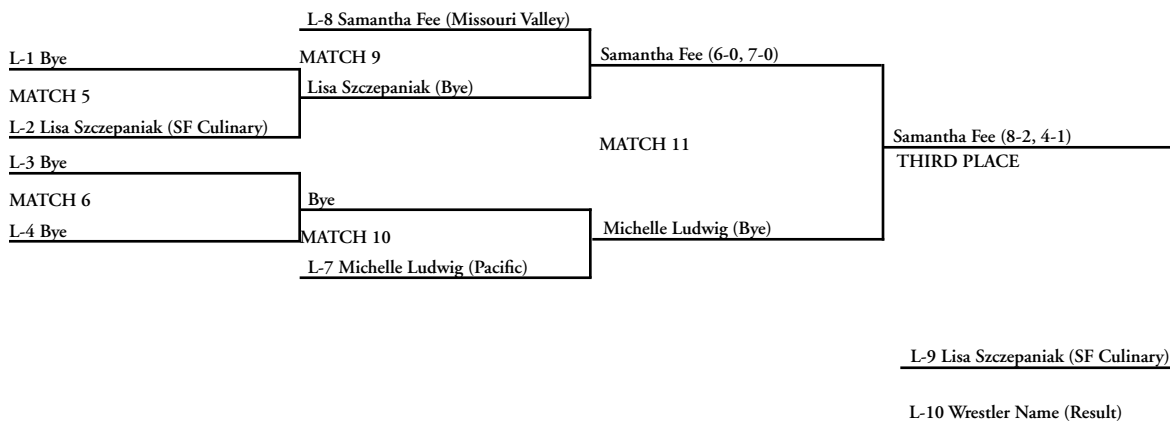 L-8 Samantha Fee (Missouri Valley)
L-1 Bye
MATCH 9
Samantha Fee (6-0, 7-0)
Lisa Szczepaniak (Bye)
MATCH 5
L-2 Lisa Szczepaniak (SF Culinary)
MATCH 11
Samantha Fee (8-2, 4-1)
L-3 Bye
THIRD PLACE
MATCH 6
Bye
L-4 Bye
MATCH 10
Michelle Ludwig (Bye)
L-7 Michelle Ludwig (Pacific)
L-9 Lisa Szczepaniak (SF Culinary)
L-10 Wrestler Name (Result)